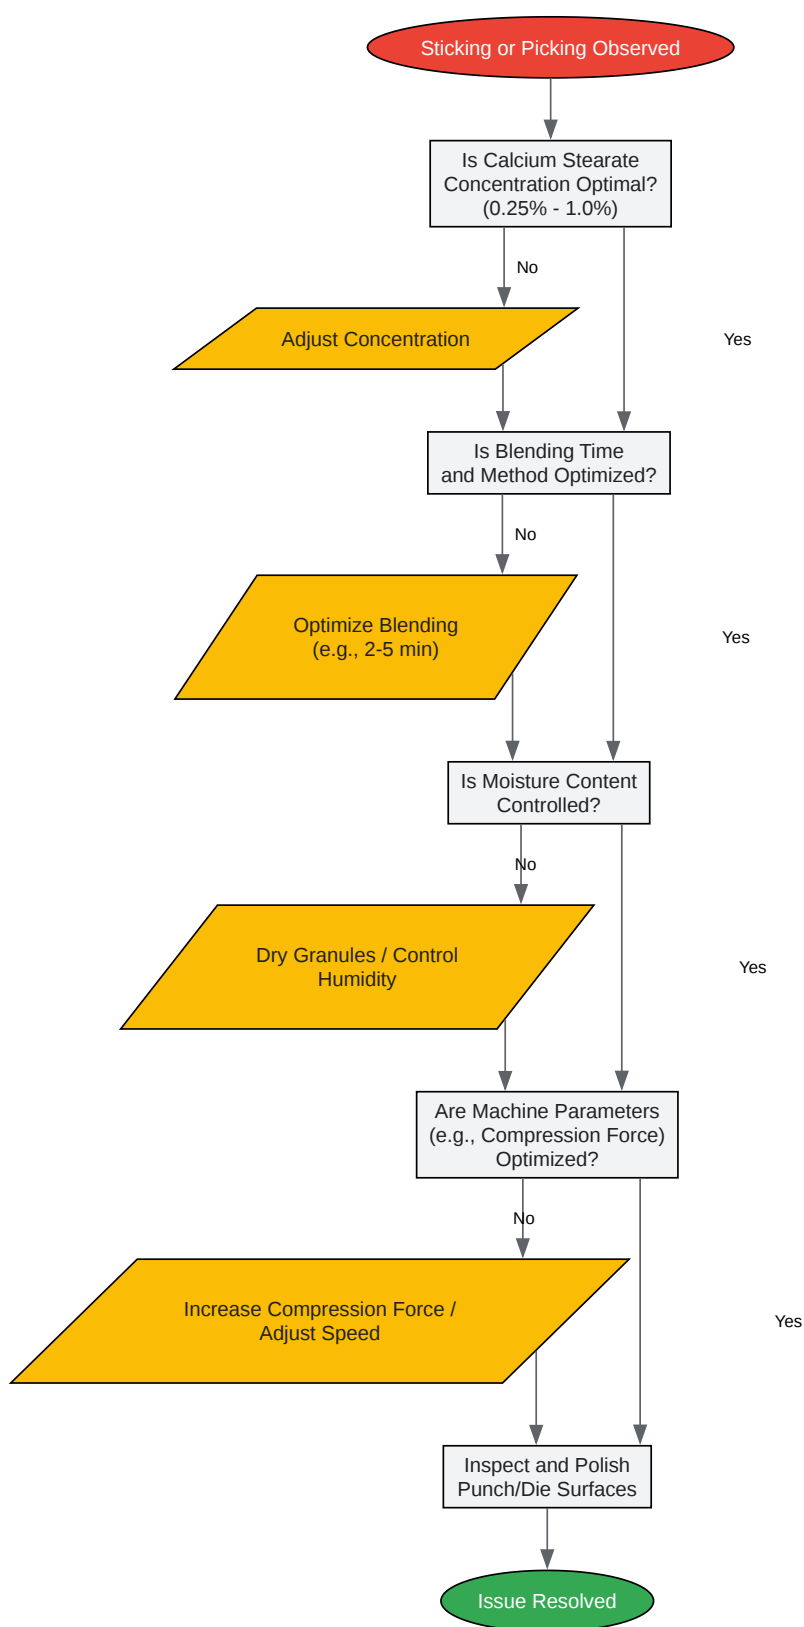 Sticking or Picking Observed
Is Calcium Stearate
Concentration Optimal?
(0.25% - 1.0%)
No
Adjust Concentration
Yes
Is Blending Time
and Method Optimized?
No
Optimize Blending
(e.g., 2-5 min)
Yes
Is Moisture Content
Controlled?
No
Dry Granules / Control
Humidity
Yes
Are Machine Parameters
(e.g., Compression Force)
Optimized?
No
Increase Compression Force /
Adjust Speed
Yes
Inspect and Polish
Punch/Die Surfaces
Issue Resolved